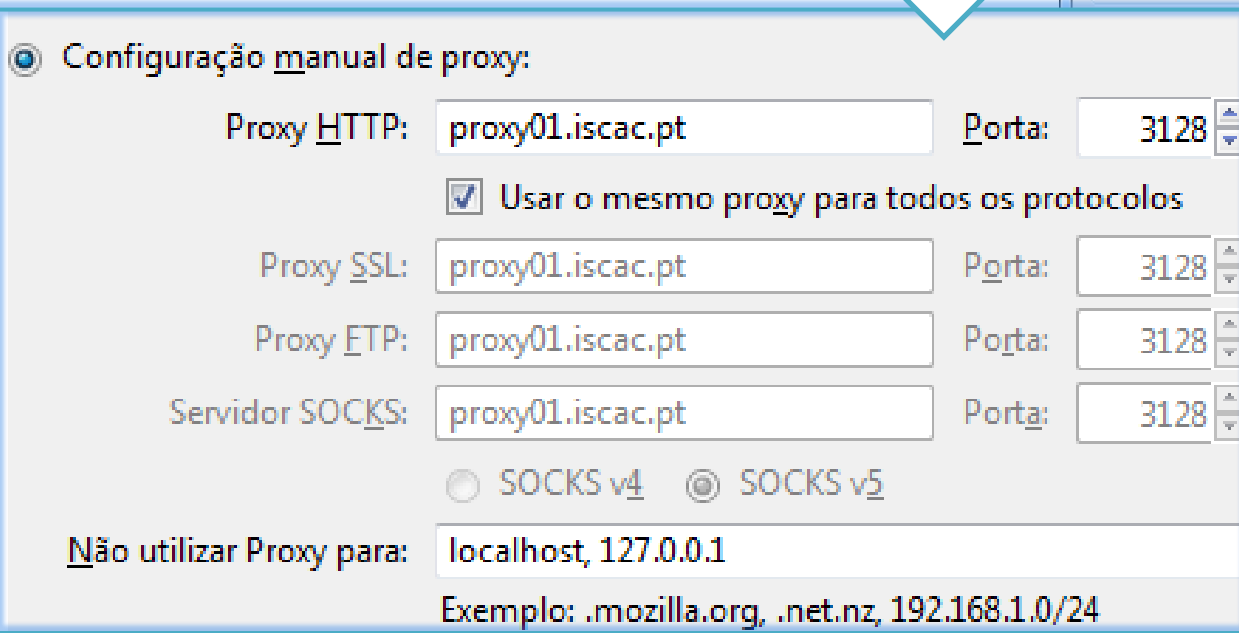 Configuração manual de proxy:
Proxy HTTP: proxy01.iscac.pt Porta: 3128
Usar o mesmo proxy para todos os protocolos
Proxy SSL: proxy01.iscac.pt Porta: 3128
Proxy FTP: proxy01.iscac.pt Porta: 3128
Servidor SOCKS: proxy01.iscac.pt Porta: 3128
SOCKS v4 SOCKS v5
Não utilizar Proxy para: localhost, 127.0.0.1
Exemplo: .mozilla.org, .net.nz, 192.168.1.0/24